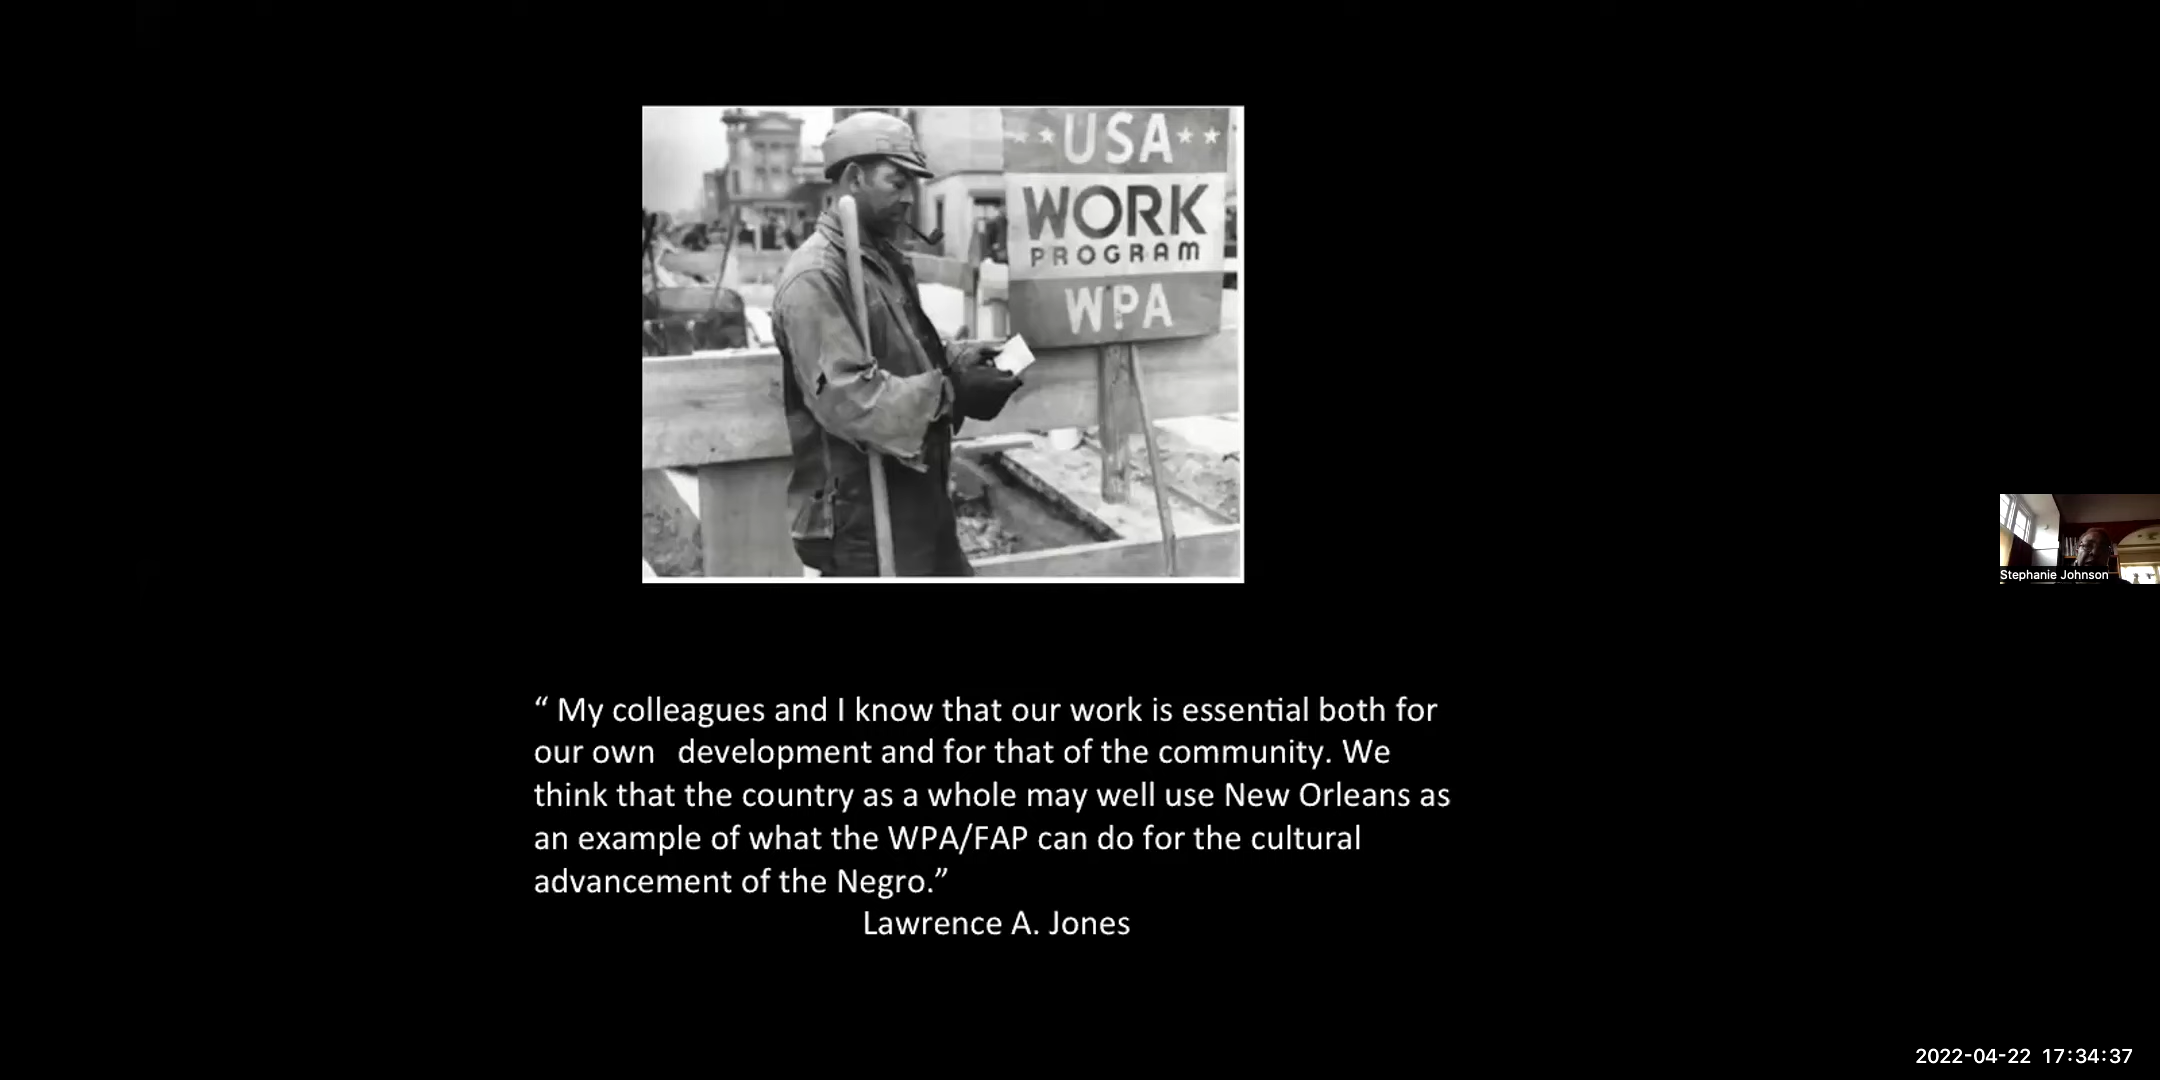 ★ ★ USA ★ ★
WORK
PROGRAM
WPA
Stephanie Johnson
“ My colleagues and I know that our work is essential both for
our own   development and for that of the community. We
think that the country as a whole may well use New Orleans as
an example of what the WPA/FAP can do for the cultural
advancement of the Negro.”
Lawrence A. Jones
2022-04-22 17:34:37